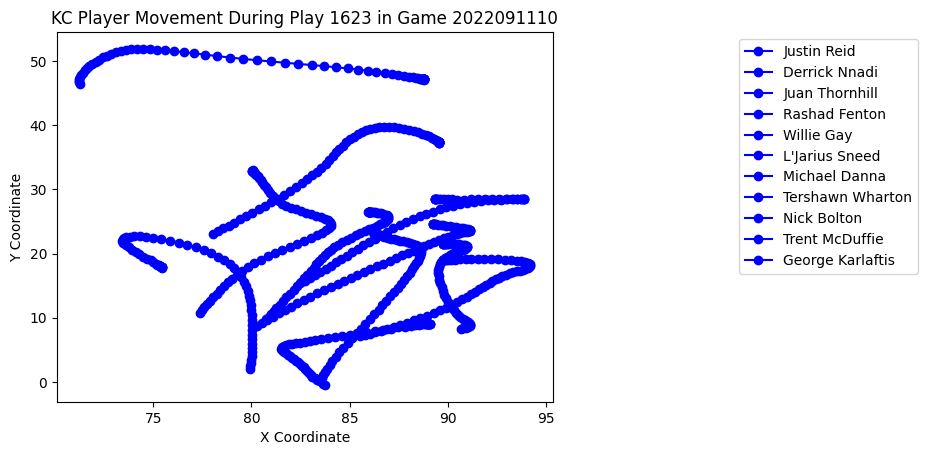 KC Player Movement During Play 1623 in Game 2022091110
50
40
30
20
10
0
Y Coordinate
75 80 85 90 95
X Coordinate
Justin Reid
Derrick Nnadi
Juan Thornhill
Rashad Fenton
Willie Gay
L'Jarius Sneed
Michael Danna
Tershawn Wharton
Nick Bolton
Trent McDuffie
George Karlaftis